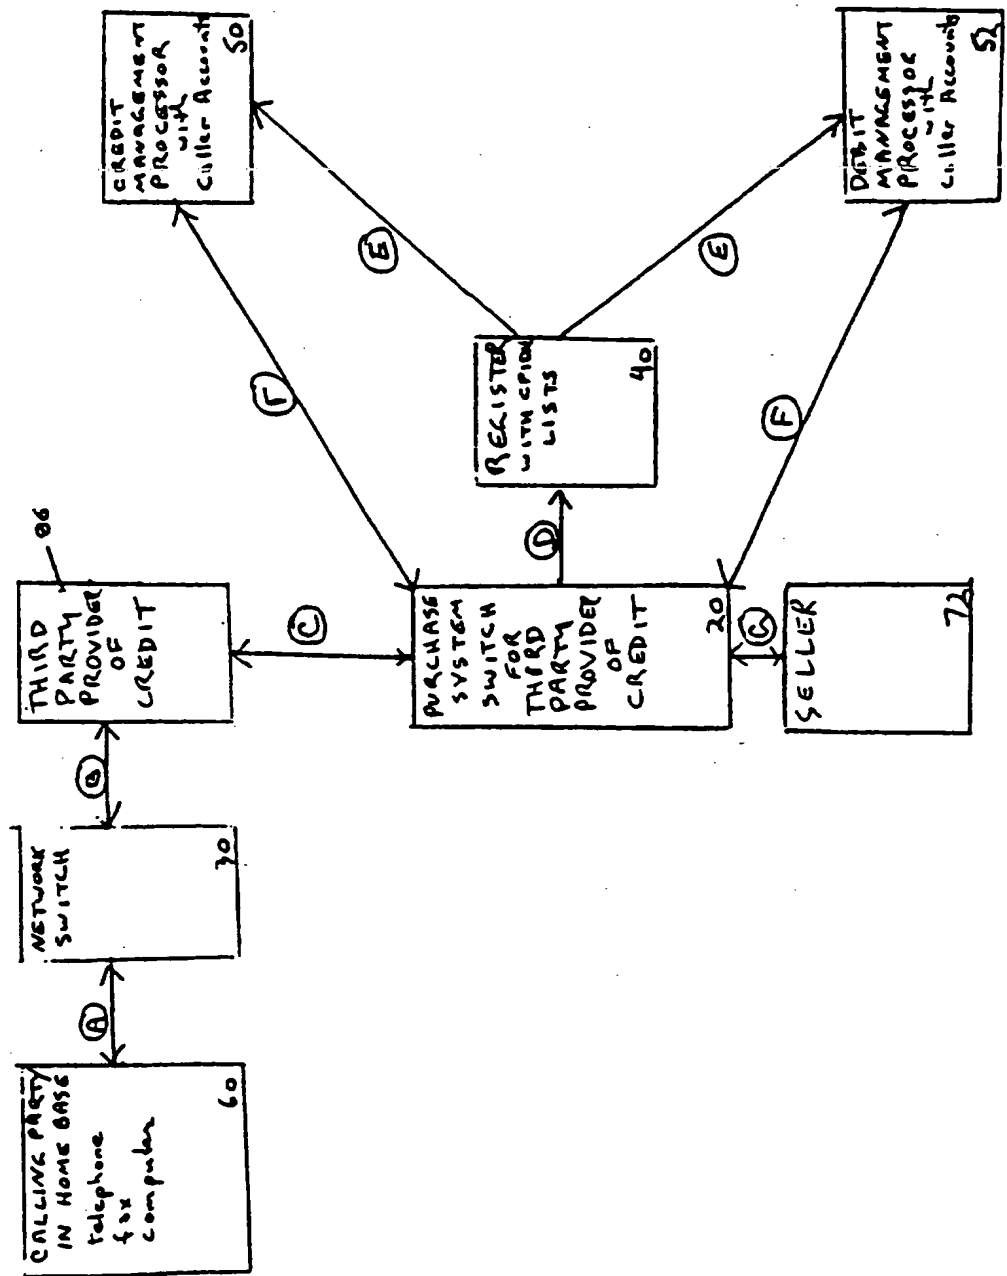 CALLING PARTY
IN HOME BASE
telephone
fax
computer
60
A
NETWORK
SWITCH
30
B
THIRD
PARTY
PROVIDER
OF
CREDIT
86
C
PURCHASE
SYSTEM
SWITCH
FOR
THIRD
PARTY
PROVIDER
OF
CREDIT
20
G
SELLER
72
D
REGISTER
WITH CPION
LISTS
40
E
E
F
F
CREDIT
MANAGEMENT
PROCESSOR
with
Caller Accounts
50
DEBIT
MANAGEMENT
PROCESSOR
with
Caller Accounts
52